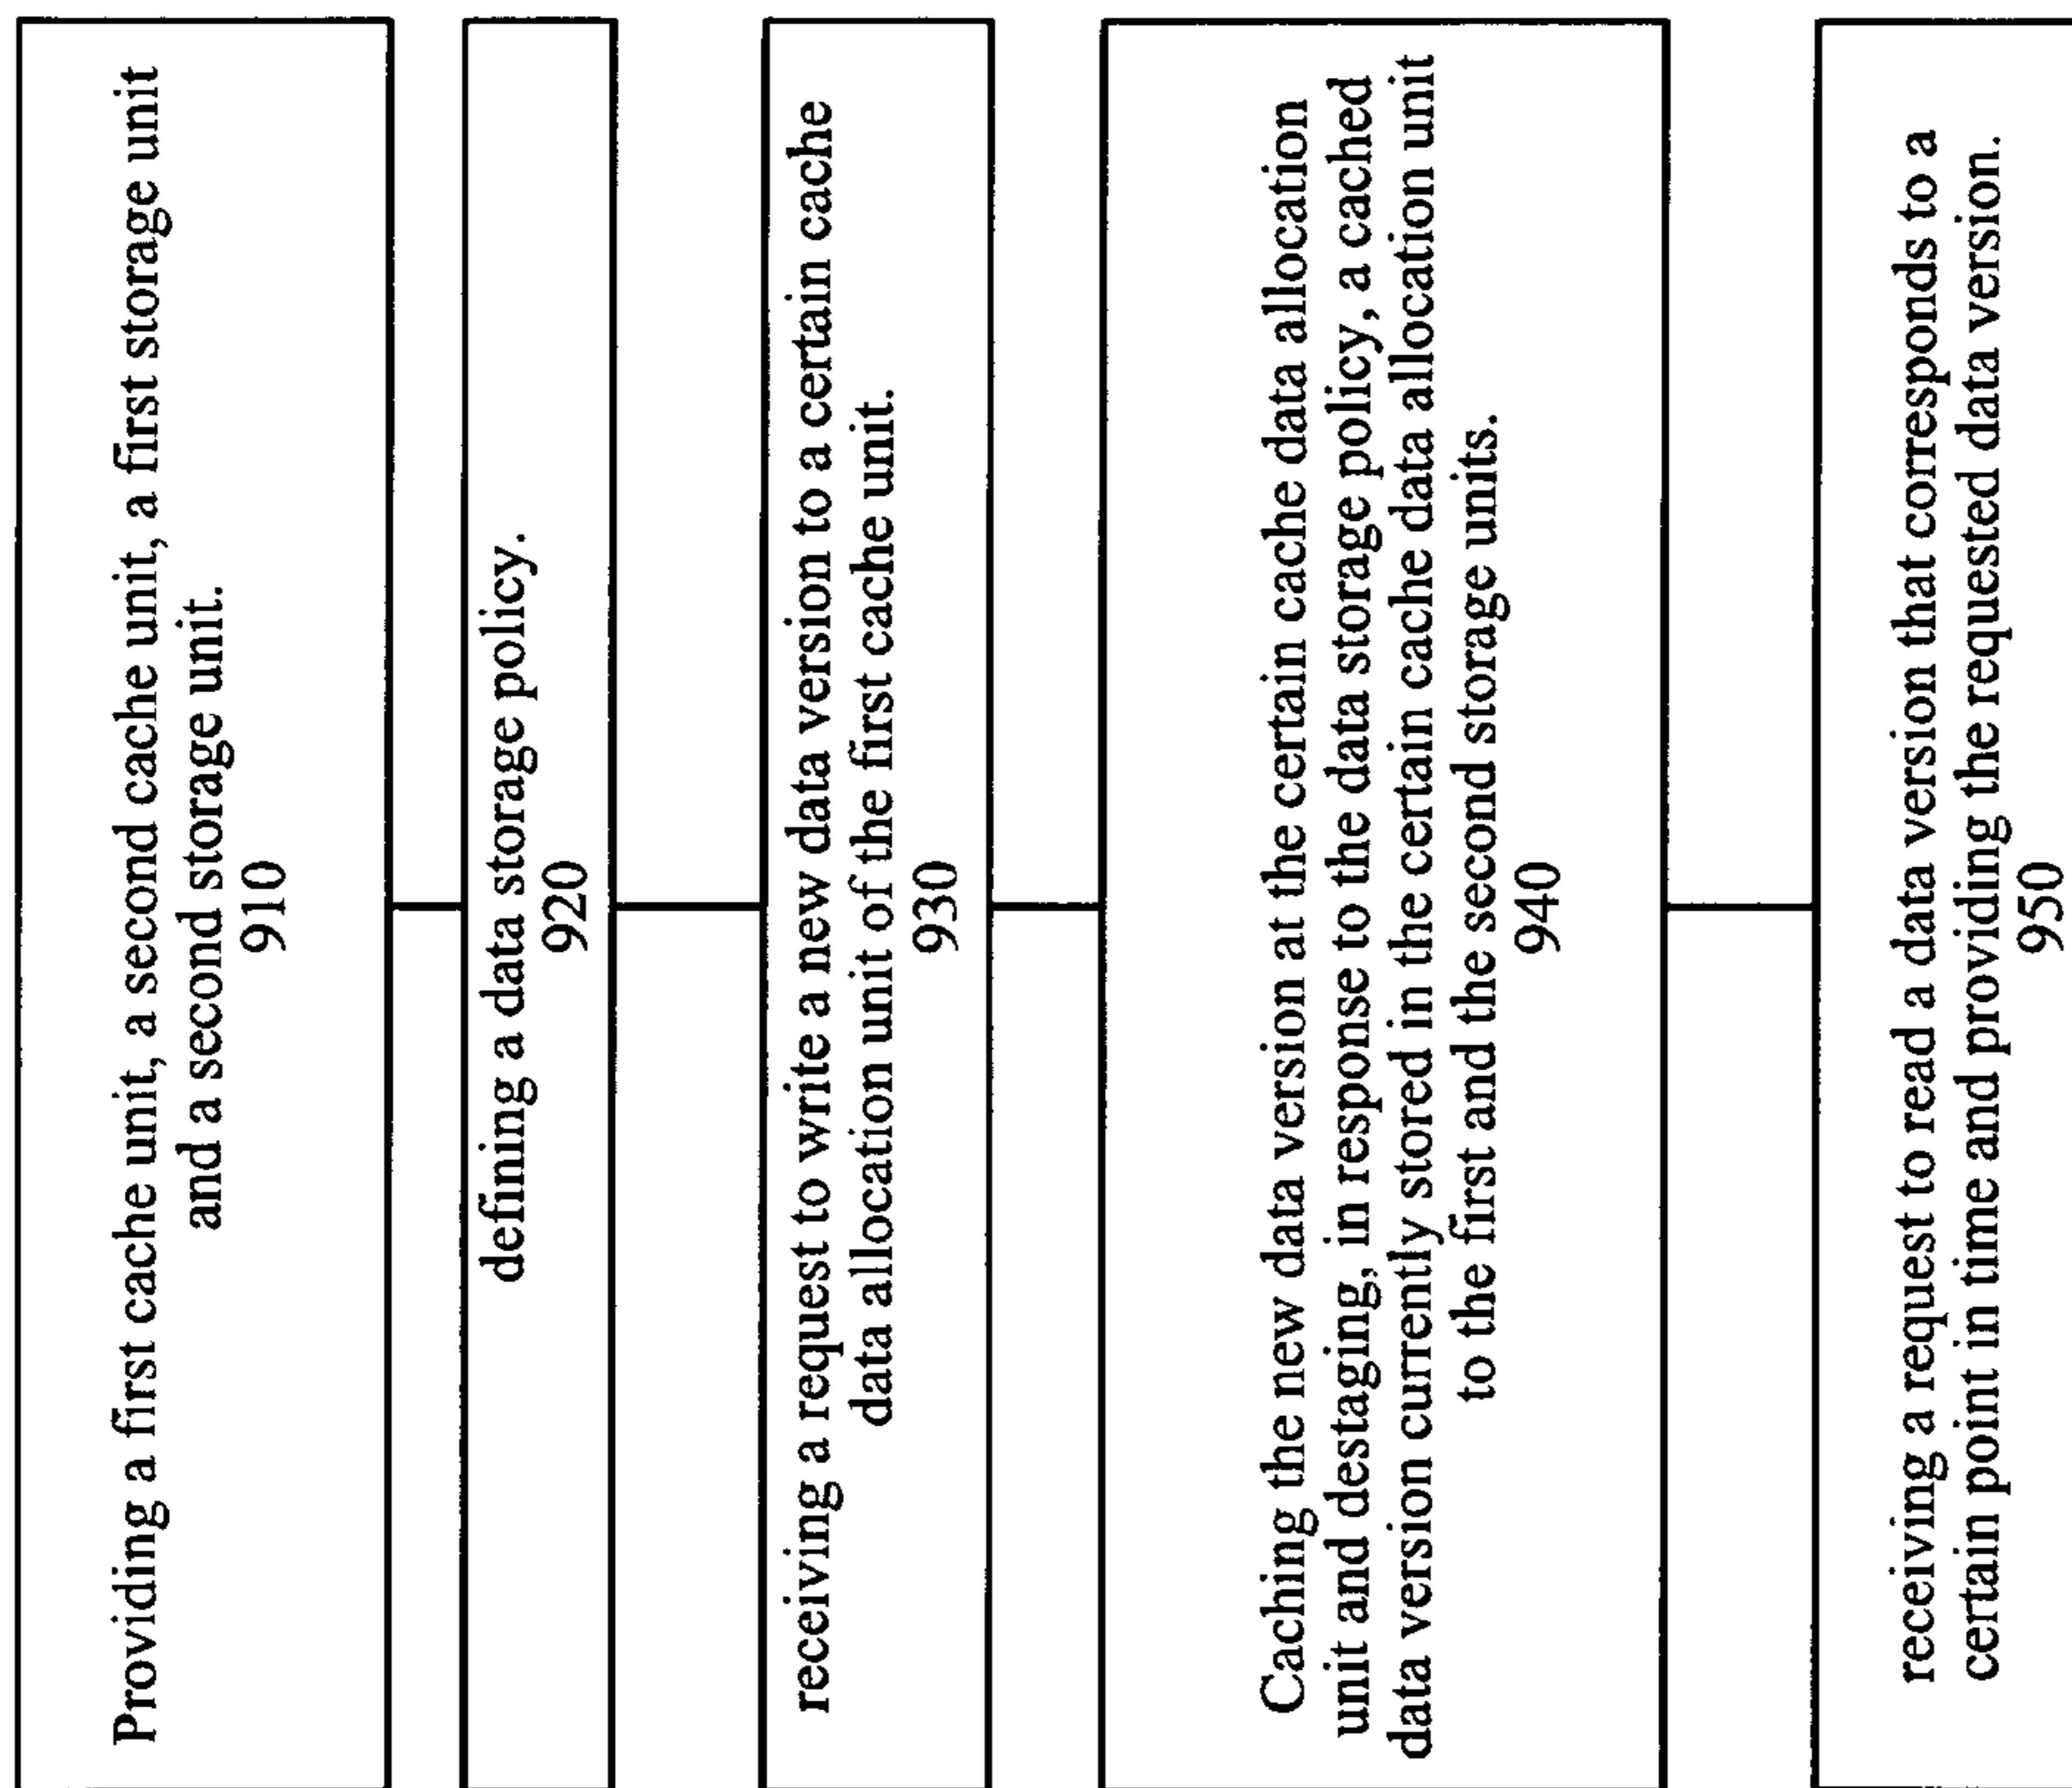 Providing a first cache unit, a second cache unit, a first storage unit
and a second storage unit.
910
defining a data storage policy.
920
receiving a request to write a new data version to a certain cache
data allocation unit of the first cache unit.
930
Caching the new data version at the certain cache data allocation
unit and destaging, in response to the data storage policy, a cached
data version currently stored in the certain cache data allocation unit
to the first and the second storage units.
940
receiving a request to read a data version that corresponds to a
certain point in time and providing the requested data version.
950